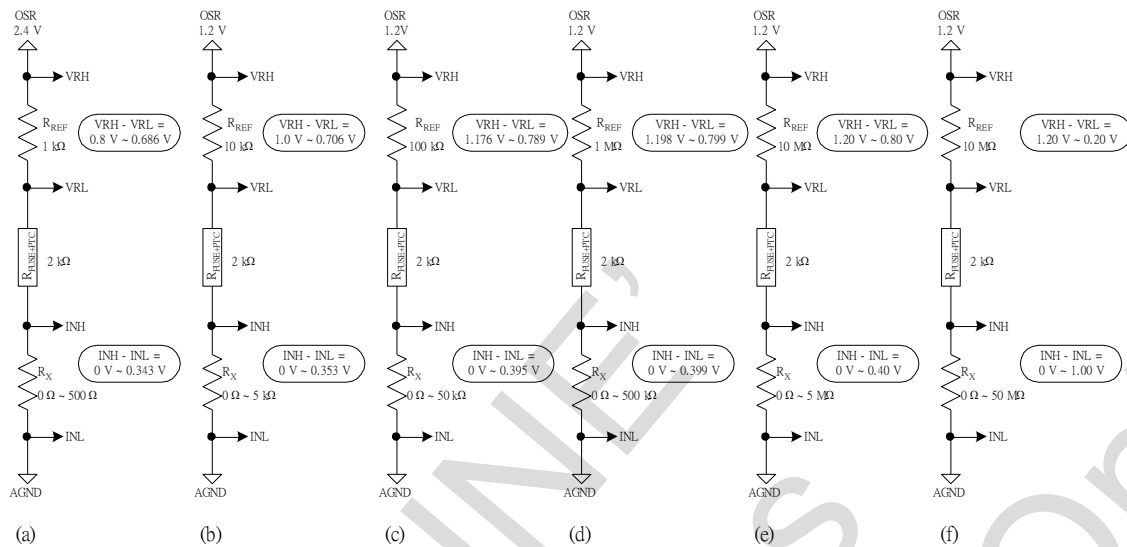 OSR
2.4 V
VRH
R_REF
1 kΩ
VRH - VRL =
0.8 V ~ 0.686 V
VRL
R_FUSE+PTC
2 kΩ
INH
INH - INL =
0 V ~ 0.343 V
R_X
0 Ω ~ 500 Ω
INL
AGND
(a)
OSR
1.2 V
VRH
R_REF
10 kΩ
VRH - VRL =
1.0 V ~ 0.706 V
VRL
R_FUSE+PTC
2 kΩ
INH
INH - INL =
0 V ~ 0.353 V
R_X
0 Ω ~ 5 kΩ
INL
AGND
(b)
OSR
1.2V
VRH
R_REF
100 kΩ
VRH - VRL =
1.176 V ~ 0.789 V
VRL
R_FUSE+PTC
2 kΩ
INH
INH - INL =
0 V ~ 0.395 V
R_X
0 Ω ~ 50 kΩ
INL
AGND
(c)
OSR
1.2 V
VRH
R_REF
1 MΩ
VRH - VRL =
1.198 V ~ 0.799 V
VRL
R_FUSE+PTC
2 kΩ
INH
INH - INL =
0 V ~ 0.399 V
R_X
0 Ω ~ 500 kΩ
INL
AGND
(d)
OSR
1.2 V
VRH
R_REF
10 MΩ
VRH - VRL =
1.20 V ~ 0.80 V
VRL
R_FUSE+PTC
2 kΩ
INH
INH - INL =
0 V ~ 0.40 V
R_X
0 Ω ~ 5 MΩ
INL
AGND
(e)
OSR
1.2 V
VRH
R_REF
10 MΩ
VRH - VRL =
1.20 V ~ 0.20 V
VRL
R_FUSE+PTC
2 kΩ
INH
INH - INL =
0 V ~ 1.00 V
R_X
0 Ω ~ 50 MΩ
INL
AGND
(f)